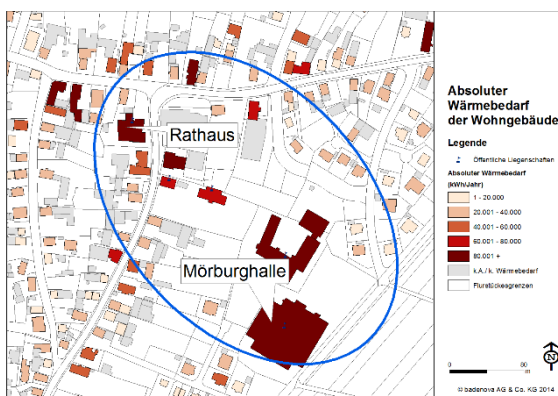 Rathaus
Mörburghalle
Absoluter
Wärmebedarf
der Wohngebäude
Legende
Öffentliche Liegenschaften
Absoluter Wärmebedarf
(kWh/Jahr)
1 - 20.000
20.001 - 40.000
40.001 - 60.000
60.001 - 80.000
80.001 +
k.A./ k. Wärmebedarf
Flurstücksgrenzen
0
80
m
N
© badenova AG & Co. KG 2014